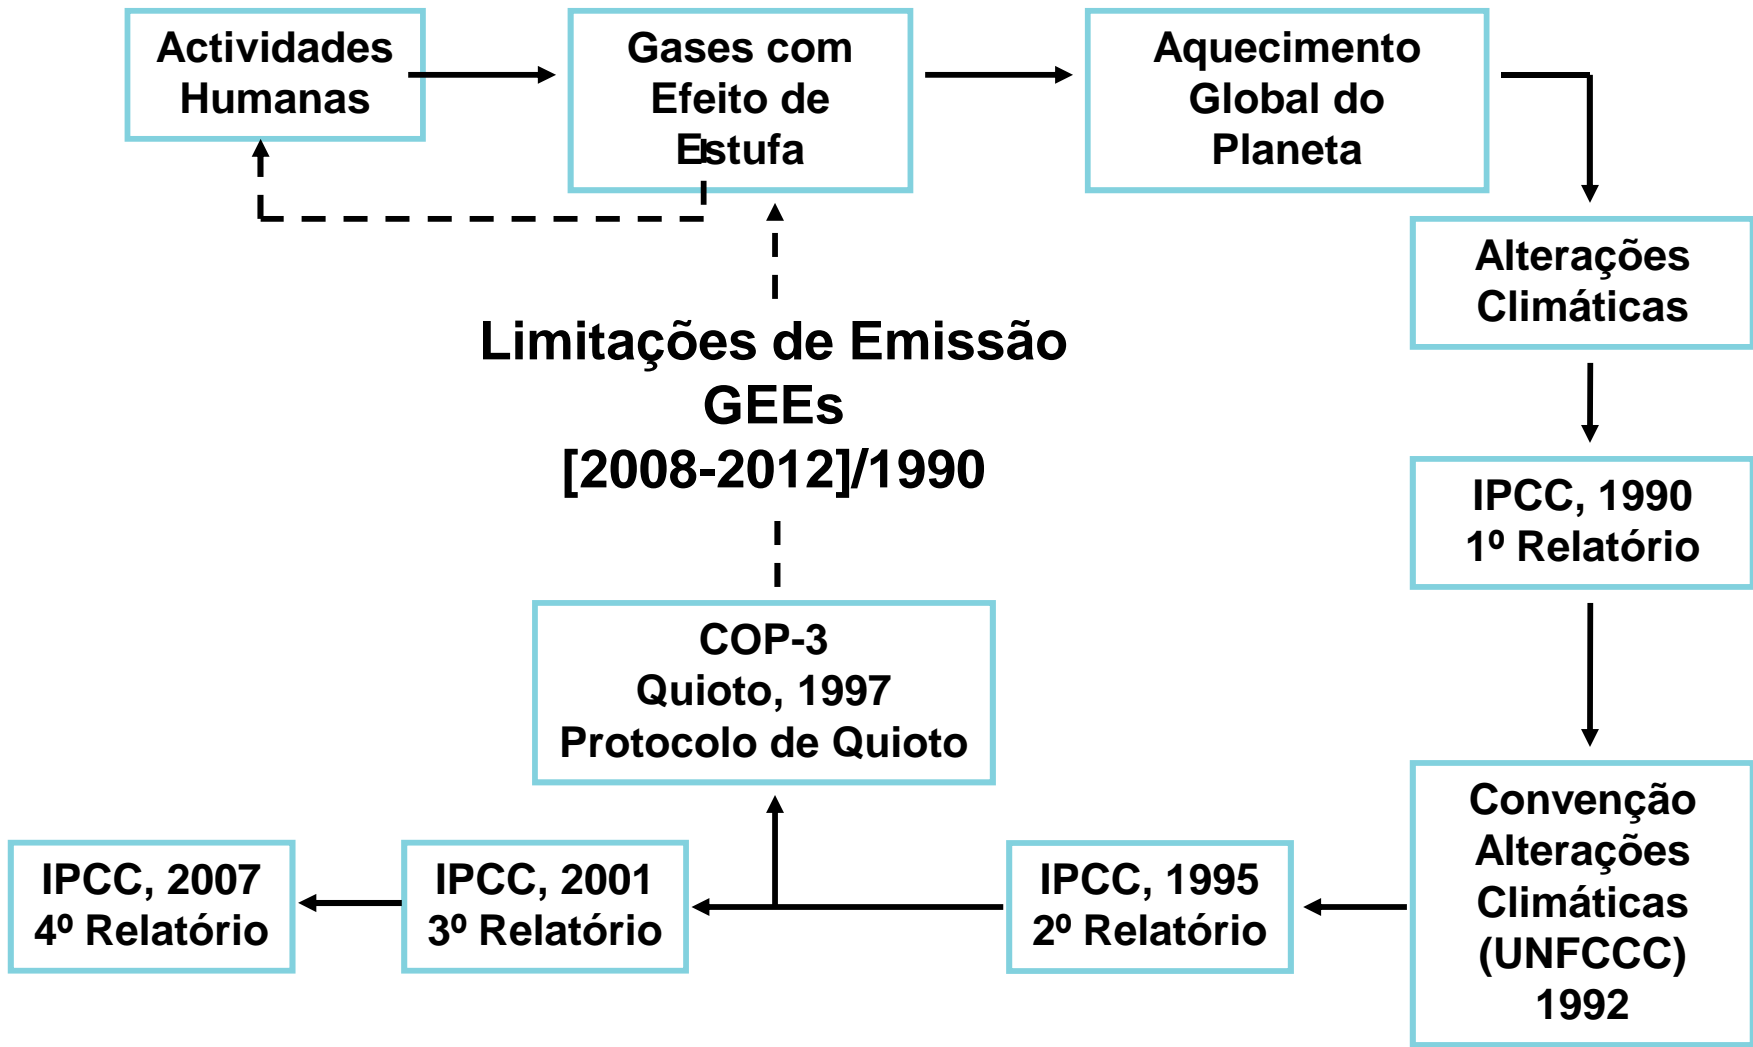 Actividades
Humanas
Gases com
Efeito de
Estufa
Aquecimento
Global do
Planeta
Alterações
Climáticas
Limitações de Emissão
GEEs
[2008-2012]/1990
IPCC, 1990
1º Relatório
COP-3
Quioto, 1997
Protocolo de Quioto
Convenção
Alterações
Climáticas
(UNFCCC)
1992
IPCC, 2007
4º Relatório
IPCC, 2001
3º Relatório
IPCC, 1995
2º Relatório